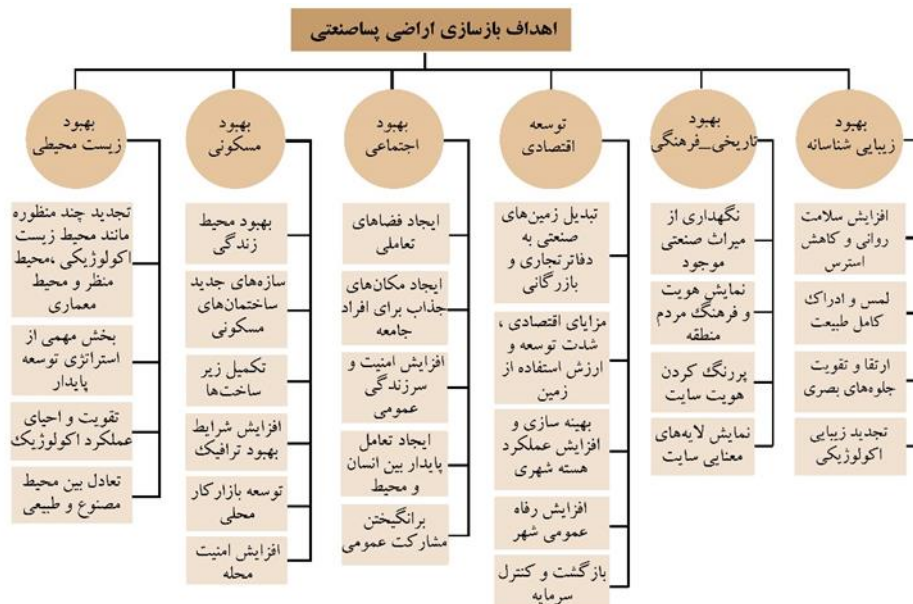 اهداف بازسازی اراضی پساصنعتی
بهبود
زیبایی شناسانه
افزایش سلامت
روانی و کاهش
استرس
لمس و ادراک
کامل طبیعت
ارتقا و تقویت
جلوه‌های بصری
تجدید زیبایی
اکولوژیکی
بهبود
تاریخی_فرهنگی
نگهداری از
میراث صنعتی
موجود
نمایش هویت
و فرهنگ مردم
منطقه
پررنگ کردن
هویت سایت
نمایش لایه‌های
معنایی سایت
توسعه
اقتصادی
تبدیل زمین‌های
صنعتی به
دفاترتجاری و
بازرگانی
مزایای اقتصادی ،
شدت توسعه و
ارزش استفاده از
زمین
بهینه سازی و
افزایش عملکرد
هسته شهری
افزایش رفاه
عمومی شهر
بازگشت و کنترل
سرمایه
بهبود
اجتماعی
ایجاد فضاهای
تعاملی
ایجاد مکان‌های
جذاب برای افراد
جامعه
افزایش امنیت و
سرزندگی
عمومی
ایجاد تعامل
پایدار بین انسان
و محیط
برانگیختن
مشارکت عمومی
بهبود
مسکونی
بهبود محیط
زندگی
سازه‌های جدید
ساختمان‌های
مسکونی
تکمیل زیر
ساخت‌ها
افزایش شرایط
بهبود ترافیک
توسعه بازارکار
محلی
افزایش امنیت
محله
بهبود
زیست محیطی
تجدید چند منظوره
مانند محیط زیست
اکولوژیکی ،محیط
منظر و محیط
معماری
بخش مهمی از
استراتژی توسعه
پایدار
تقویت و احیای
عملکرد اکولوژیک
تعادل بین محیط
مصنوع و طبیعی